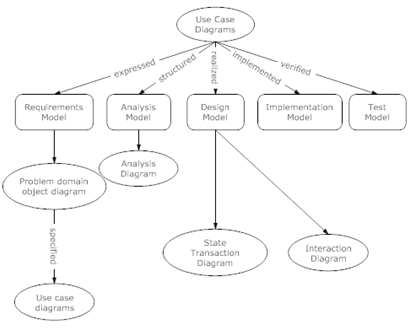 Use Case
Diagrams
expressed
structured
realized
implemented
verified
Requirements
Model
Analysis
Model
Design
Model
Implementation
Model
Test
Model
Problem domain
object diagram
Analysis
Diagram
specified
State
Transaction
Diagram
Interaction
Diagram
Use case
diagrams